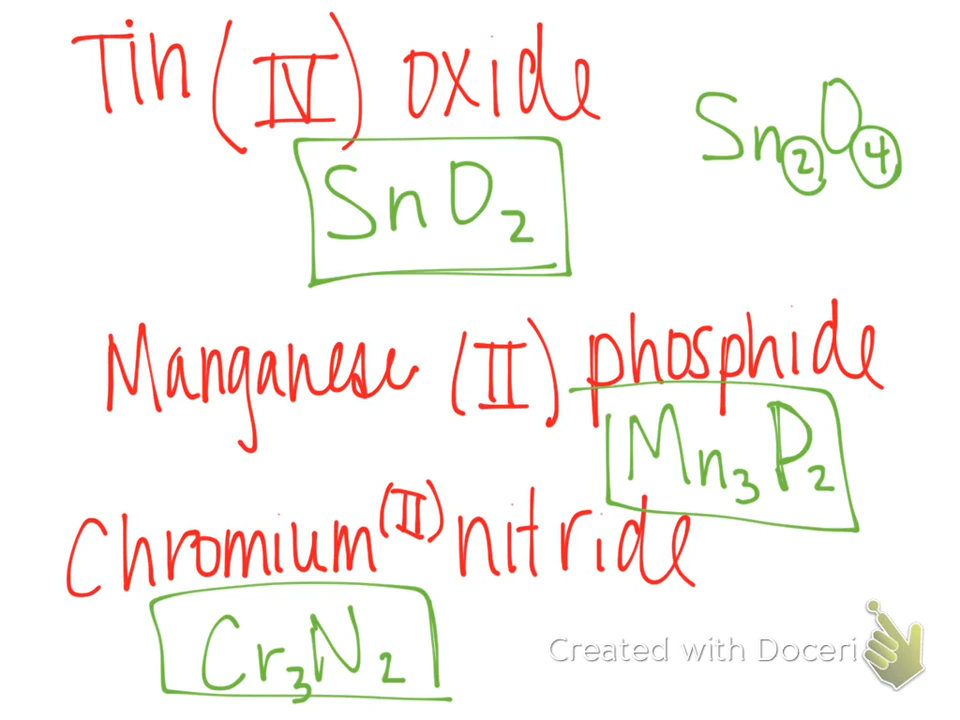 Tin (IV) oxide
Sn₂O₄
SnO₂
Manganese (II) phosphide
Mn₃P₂
Chromium (II) nitride
Cr₃N₂
Created with Doceri